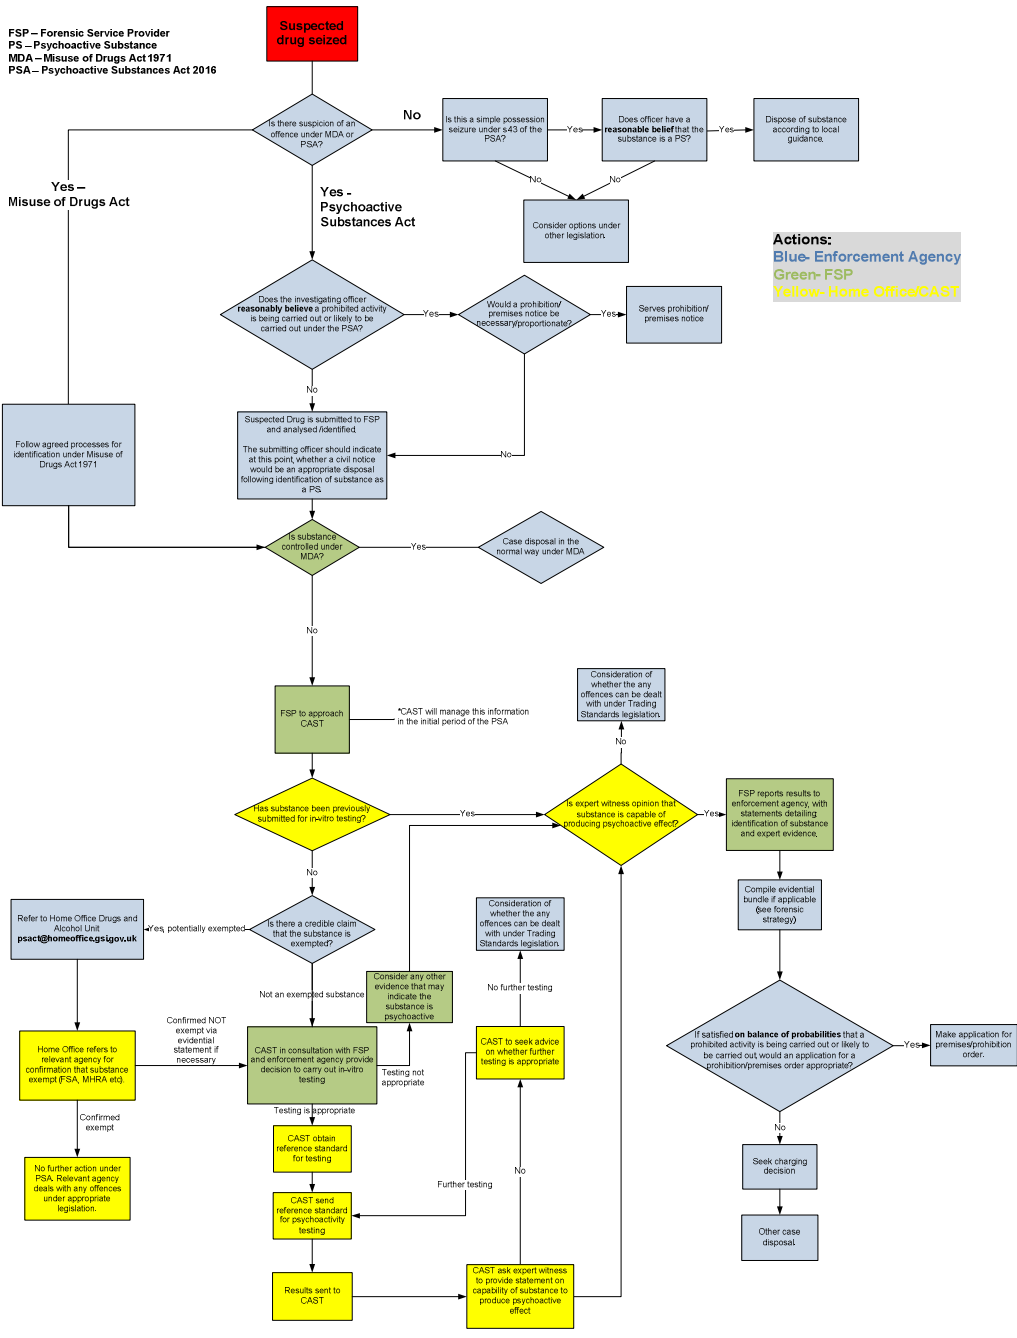 Suspected
drug seized
FSP – Forensic Service Provider
PS – Psychoactive Substance
MDA – Misuse of Drugs Act 1971
PSA – Psychoactive Substances Act 2016
Is there suspicion of an
offence under MDA or
PSA?
No
Is this a simple possession
seizure under s43 of the
PSA?
Yes
Does officer have a
reasonable belief that the
substance is a PS?
Yes
Dispose of substance
according to local
guidance.
No
No
Consider options under
other legislation.
Yes –
Misuse of Drugs Act
Yes -
Psychoactive
Substances Act
Actions:
Blue- Enforcement Agency
Green- FSP
Yellow- Home Office/CAST
Does the investigating officer
reasonably believe a prohibited activity
is being carried out or likely to be
carried out under the PSA?
Yes
Would a prohibition/
premises notice be
necessary/proportionate?
Yes
Serves prohibition/
premises notice
No
Follow agreed processes for
identification under Misuse of
Drugs Act 1971
Suspected Drug is submitted to FSP
and analysed/identified.
The submitting officer should indicate
at this point, whether a civil notice
would be an appropriate disposal
following identification of substance as
a PS.
No
Is substance
controlled under
MDA?
Yes
Case disposal in the
normal way under MDA
No
FSP to approach
CAST
*CAST will manage this information
in the initial period of the PSA
Consideration of
whether the any
offences can be dealt
with under Trading
Standards legislation.
No
Has substance been previously
submitted for in-vitro testing?
Yes
Is expert witness opinion that
substance is capable of
producing psychoactive effect?
Yes
FSP reports results to
enforcement agency, with
statements detailing:
identification of substance
and expert evidence.
No
Compile evidential
bundle if applicable
(see forensic
strategy)
Refer to Home Office Drugs and
Alcohol Unit
psact@homeoffice.gsi.gov.uk
Yes, potentially exempted
Is there a credible claim
that the substance is
exempted?
Consideration of
whether the any
offences can be dealt
with under Trading
Standards legislation.
Not an exempted substance
Consider any other
evidence that may
indicate the
substance is
psychoactive
No further testing
Confirmed NOT
exempt via
evidential
statement if
necessary
Home Office refers to
relevant agency for
confirmation that substance
exempt (FSA, MHRA etc).
CAST in consultation with FSP
and enforcement agency provide
decision to carry out in-vitro
testing
Testing not
appropriate
CAST to seek advice
on whether further
testing is appropriate
If satisfied on balance of probabilities that a
prohibited activity is being carried out or likely to
be carried out, would an application for a
prohibition/premises order appropriate?
Yes
Make application for
premises/prohibition
order.
Confirmed
exempt
Testing is appropriate
No
CAST obtain
reference standard
for testing
No further action under
PSA. Relevant agency
deals with any offences
under appropriate
legislation.
Seek charging
decision
No
Further testing
CAST send
reference standard
for psychoactivity
testing
Other case
disposal.
Results sent to
CAST
CAST ask expert witness
to provide statement on
capability of substance to
produce psychoactive
effect